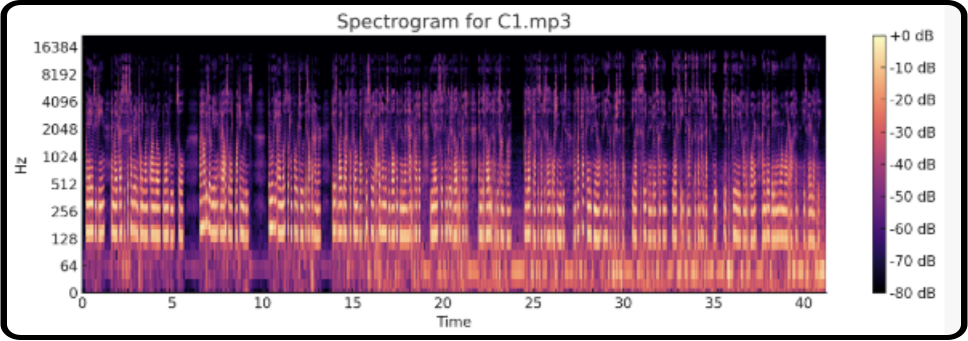 Spectrogram for C1.mp3
16384
8192
4096
2048
1024
512
256
128
64
0
Hz
0 5 10 15 20 25 30 35 40
Time
+0 dB
-10 dB
-20 dB
-30 dB
-40 dB
-50 dB
-60 dB
-70 dB
-80 dB